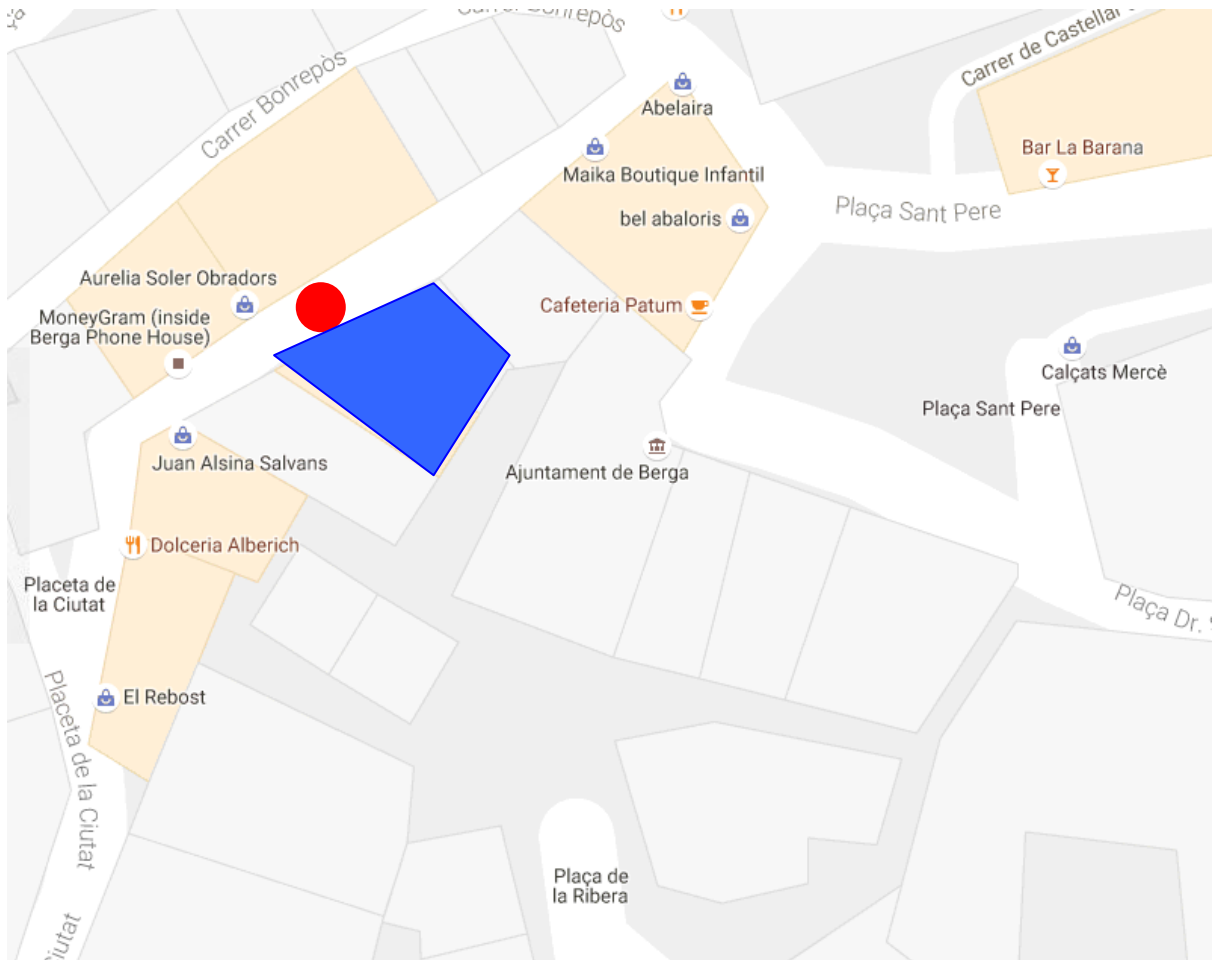 Carrer Bonrepòs
Carrer Bonrepòs
Abelaira
Carrer de Castellar
Maika Boutique Infantil
Bar La Barana
bel abaloris
Plaça Sant Pere
Aurelia Soler Obradors
MoneyGram (inside
Berga Phone House)
Cafeteria Patum
Calçats Mercè
Plaça Sant Pere
Juan Alsina Salvans
Ajuntament de Berga
Dolceria Alberich
Placeta de
la Ciutat
Plaça Dr.
El Rebost
Placeta de la Ciutat
Plaça de
la Ribera
Ciutat